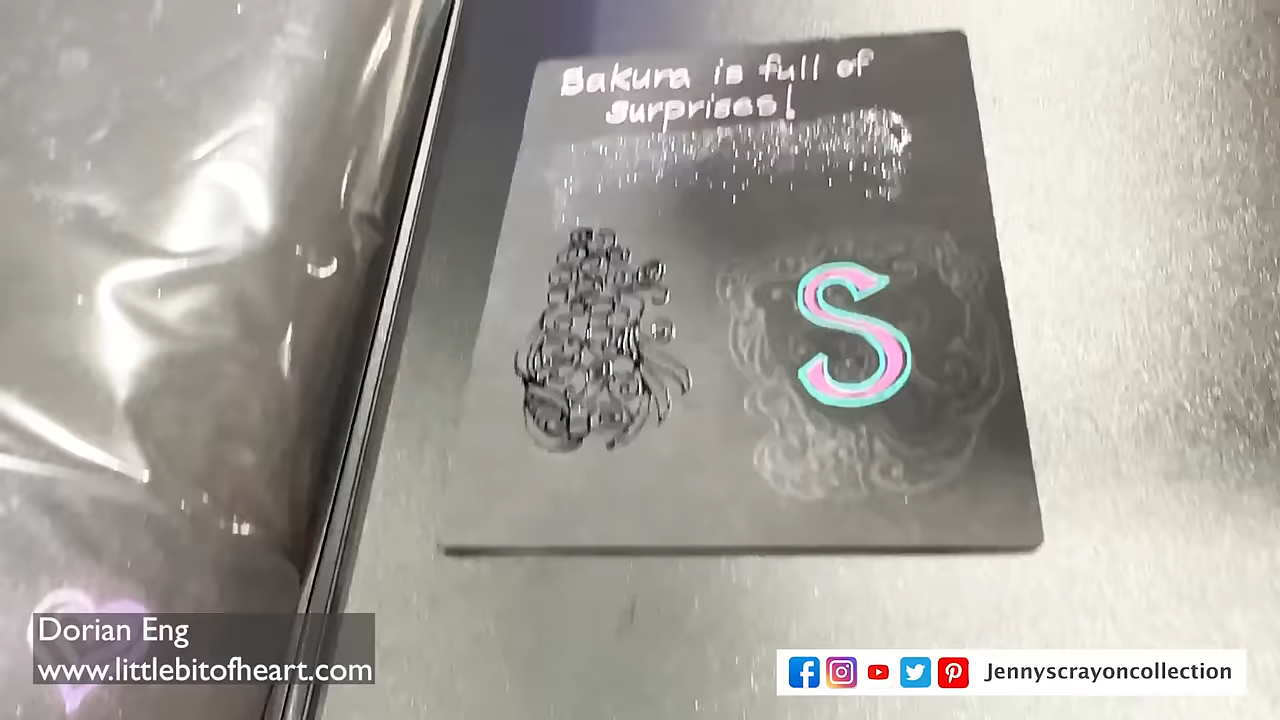 Sakura is full of
surprises!
S
Dorian Eng
www.littlebitofheart.com
Jennyscrayoncollection